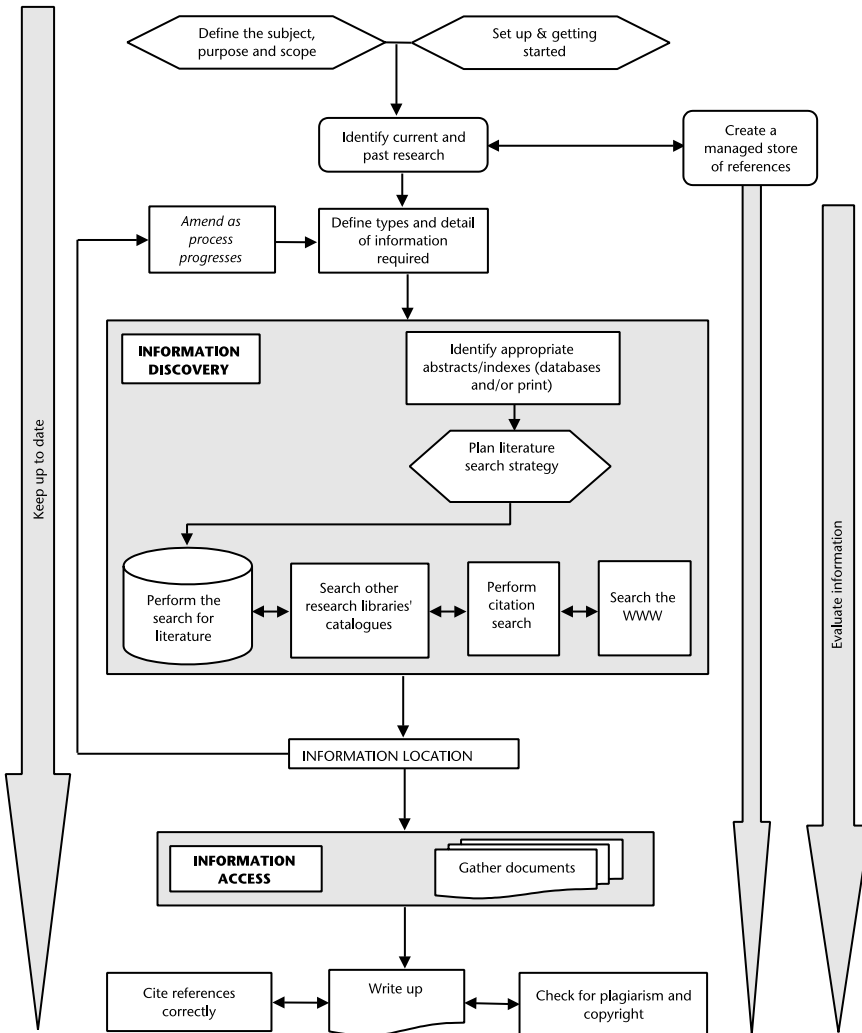 Define the subject,
purpose and scope
Set up & getting
started
Identify current and
past research
Create a
managed store
of references
Amend as
process
progresses
Define types and detail
of information
required
INFORMATION
DISCOVERY
Identify appropriate
abstracts/indexes (databases
and/or print)
Plan literature
search strategy
Keep up to date
Evaluate information
Perform the
search for
literature
Search other
research libraries'
catalogues
Perform
citation
search
Search the
WWW
INFORMATION LOCATION
INFORMATION
ACCESS
Gather documents
Cite references
correctly
Write up
Check for plagiarism and
copyright